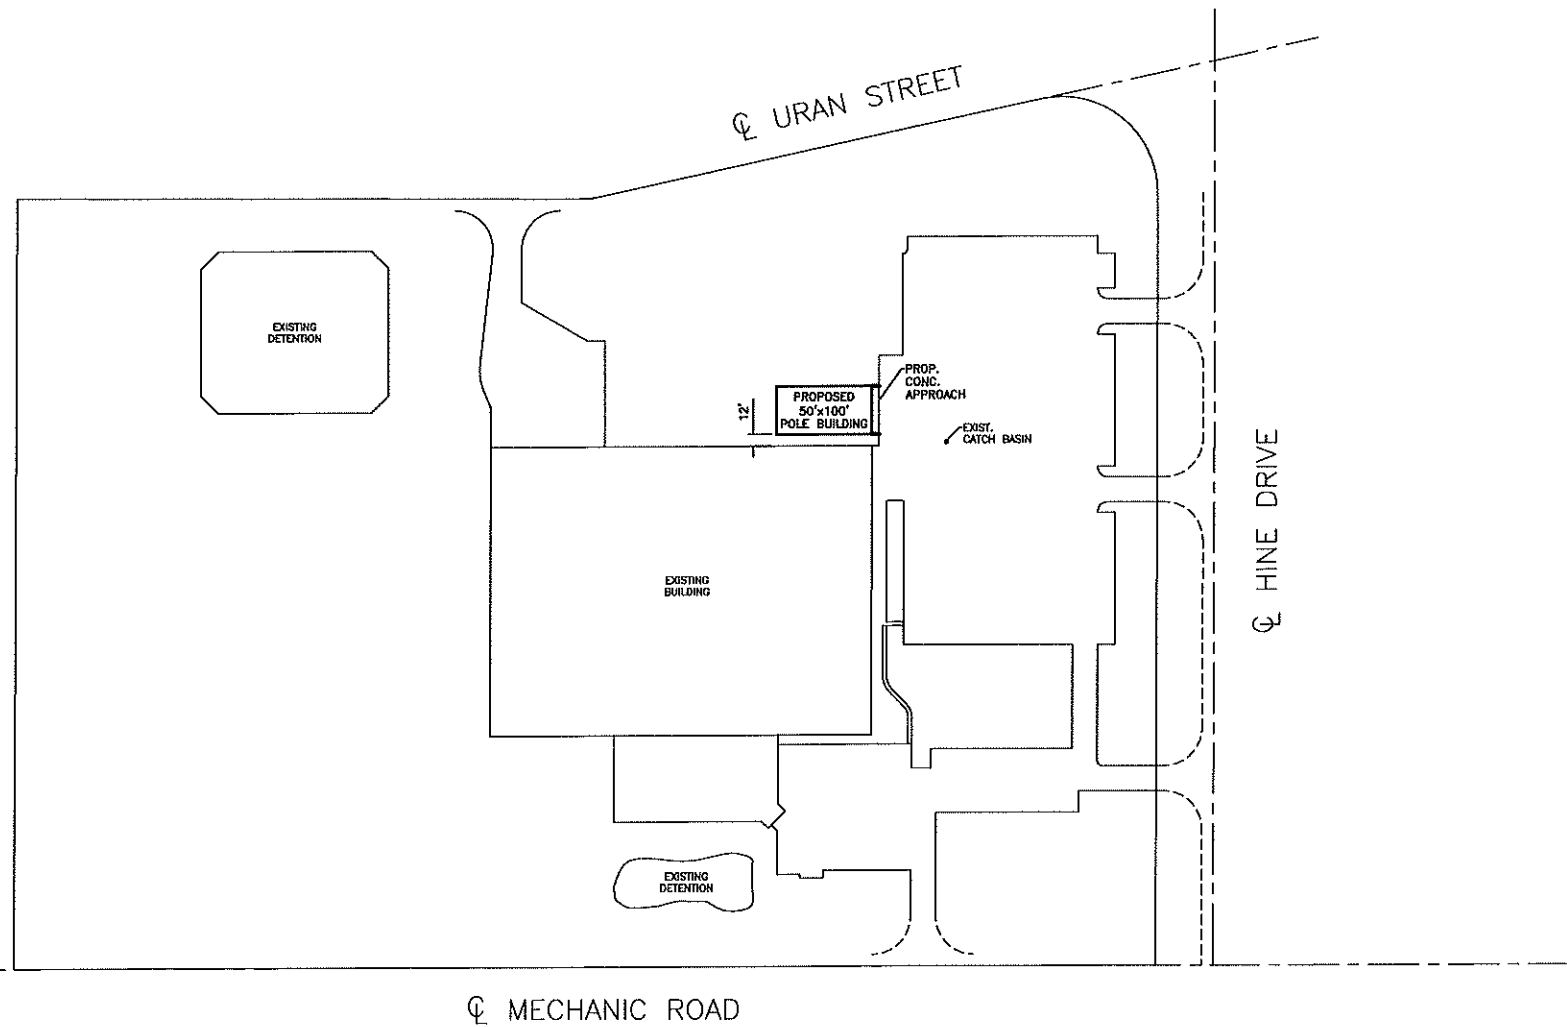 ℄ URAN STREET
EXISTING
DETENTION
PROP.
CONC.
APPROACH
PROPOSED
50'x100'
POLE BUILDING
12'
EXIST.
CATCH BASIN
℄ HINE DRIVE
EXISTING
BUILDING
EXISTING
DETENTION
℄ MECHANIC ROAD